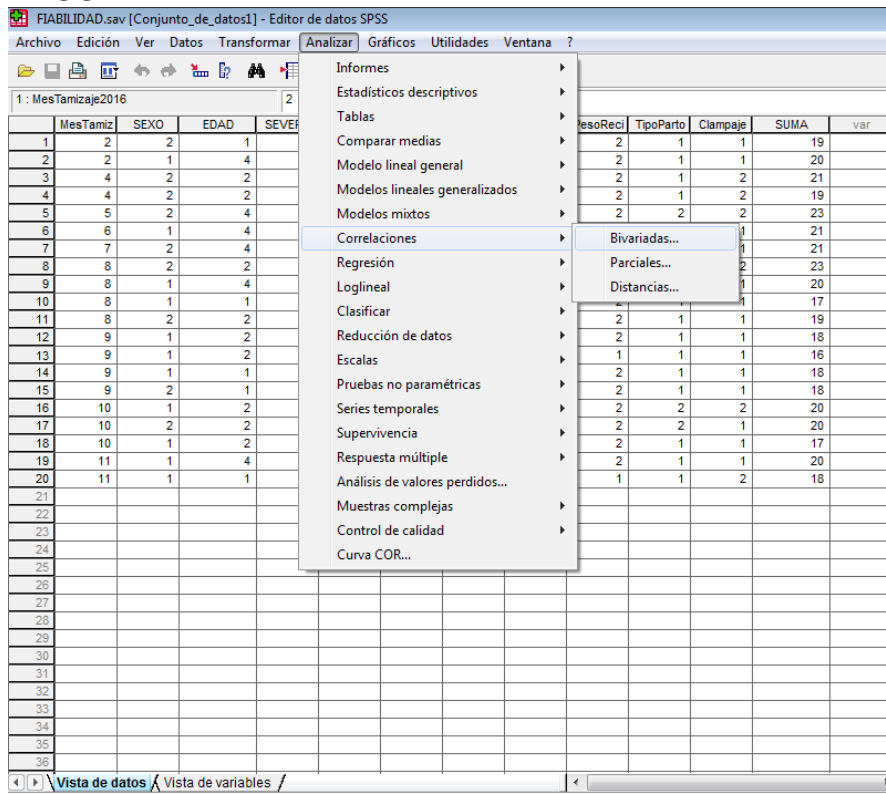 FIABILIDAD.sav [Conjunto_de_datos1] - Editor de datos SPSS
Archivo Edición Ver Datos Transformar Analizar Gráficos Utilidades Ventana ?
1 : MesTamizaje2016 2
MesTamiz SEXO EDAD SEVER PesoReci TipoParto Clampaje SUMA var
1 2 2 1 2 1 1 19
2 2 1 4 2 1 1 20
3 4 2 2 2 1 2 21
4 4 2 2 2 1 2 19
5 5 2 4 2 2 2 23
6 6 1 4 1 21
7 7 2 4 1 21
8 8 2 2 2 23
9 8 1 4 1 20
10 8 1 1 17
11 8 2 2 2 1 1 19
12 9 1 2 2 1 1 18
13 9 1 2 1 1 1 16
14 9 1 1 2 1 1 18
15 9 2 1 2 1 1 18
16 10 1 2 2 2 2 20
17 10 2 2 2 2 1 20
18 10 1 2 2 1 1 17
19 11 1 4 2 1 1 20
20 11 1 1 1 1 2 18
21
22
23
24
25
26
27
28
29
30
31
32
33
34
35
36
Informes
Estadísticos descriptivos
Tablas
Comparar medias
Modelo lineal general
Modelos lineales generalizados
Modelos mixtos
Correlaciones
Regresión
Loglineal
Clasificar
Reducción de datos
Escalas
Pruebas no paramétricas
Series temporales
Supervivencia
Respuesta múltiple
Análisis de valores perdidos...
Muestras complejas
Control de calidad
Curva COR...
Bivariadas...
Parciales...
Distancias...
Vista de datos Vista de variables